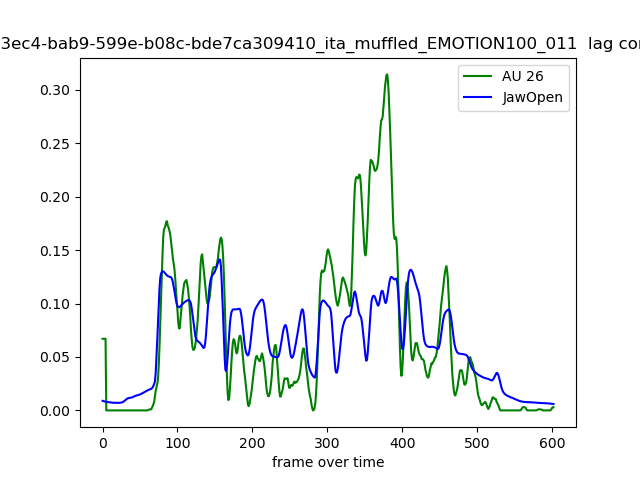 3ec4-bab9-599e-b08c-bde7ca309410_ita_muffled_EMOTION100_011 lag
AU 26
JawOpen
0.30
0.25
0.20
0.15
0.10
0.05
0.00
0 100 200 300 400 500 600
frame over time